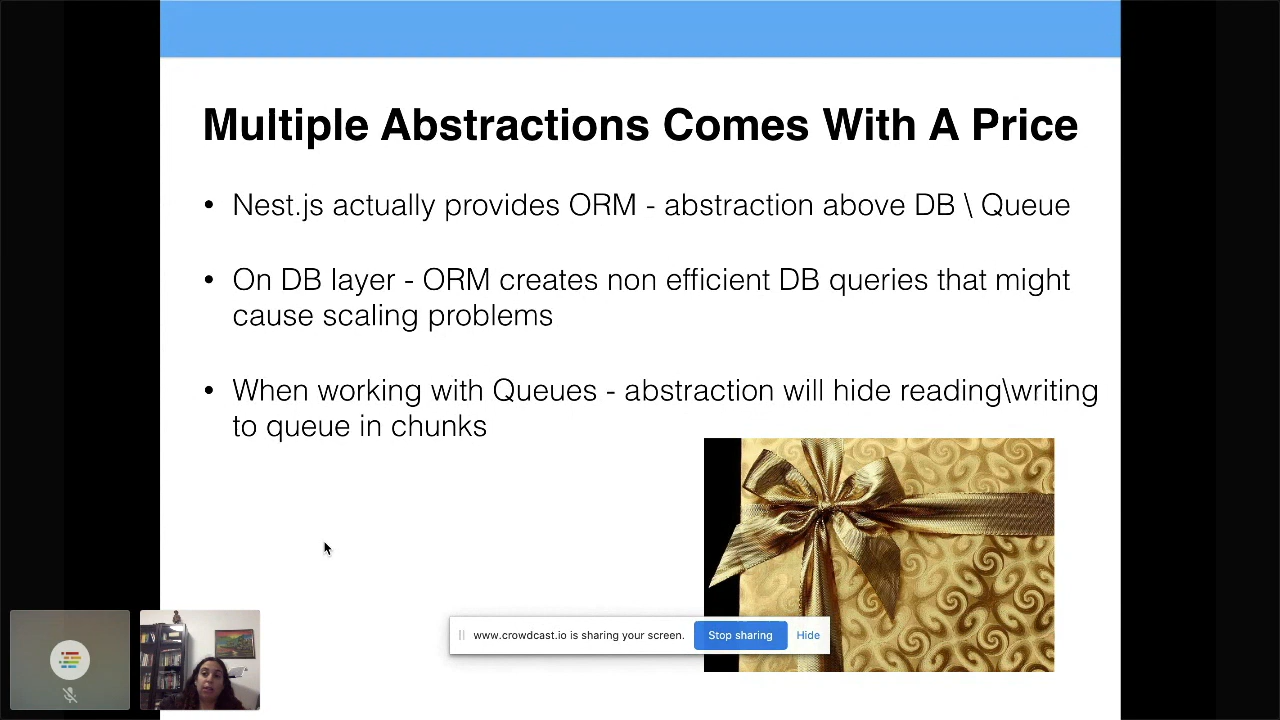 Multiple Abstractions Comes With A Price
• Nest.js actually provides ORM - abstraction above DB \ Queue
• On DB layer - ORM creates non efficient DB queries that might
cause scaling problems
• When working with Queues - abstraction will hide reading\writing
to queue in chunks
www.crowdcast.io is sharing your screen. Stop sharing Hide